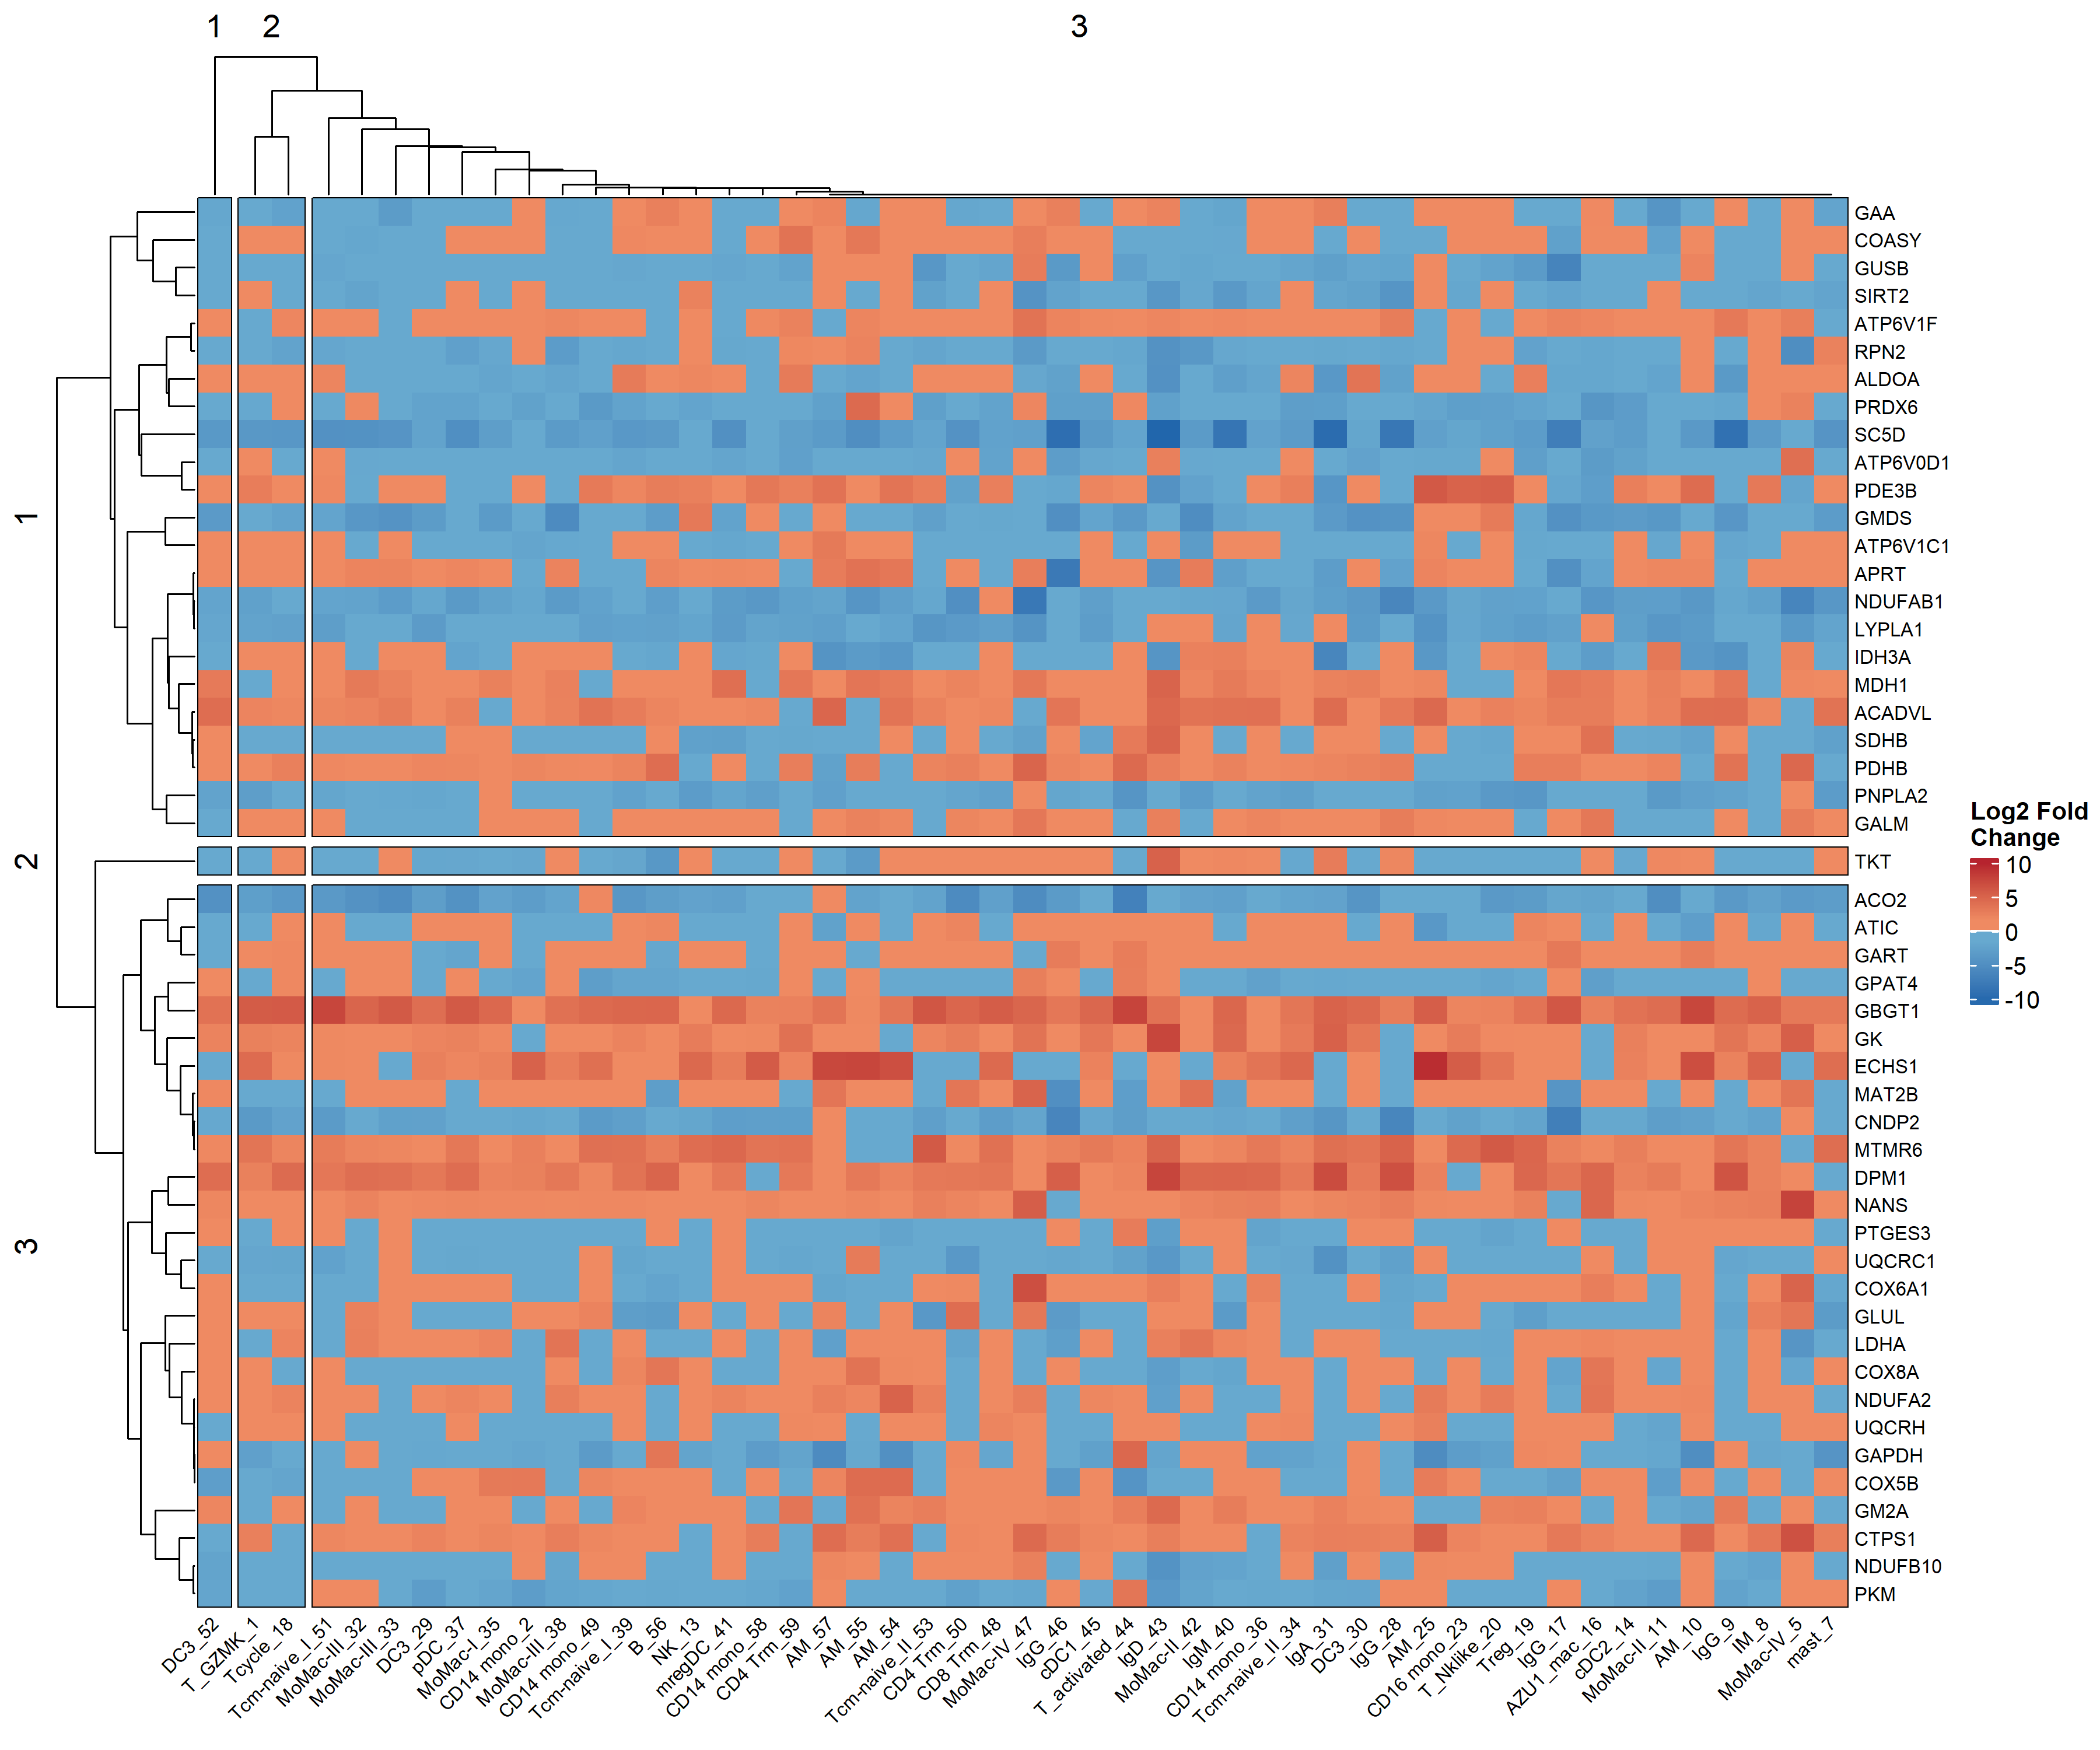 1 2 3
GAA
COASY
GUSB
SIRT2
ATP6V1F
RPN2
ALDOA
PRDX6
SC5D
ATP6V0D1
PDE3B
GMDS
ATP6V1C1
APRT
NDUFAB1
LYPLA1
IDH3A
MDH1
ACADVL
SDHB
PDHB
PNPLA2
GALM
1
TKT
2
ACO2
ATIC
GART
GPAT4
GBGT1
GK
ECHS1
MAT2B
CNDP2
MTMR6
DPM1
NANS
PTGES3
UQCRC1
COX6A1
GLUL
LDHA
COX8A
NDUFA2
UQCRH
GAPDH
COX5B
GM2A
CTPS1
NDUFB10
PKM
3
DC3_52
T_GZMK_1
Tcycle_18
Tcm-naive_I_51
MoMac-III_32
MoMac-III_33
DC3_29
pDC_37
MoMac-I_35
CD14 mono_2
MoMac-III_38
CD14 mono_49
Tcm-naive_I_39
B_56
NK_13
mregDC_41
CD14 mono_58
CD4 Trm_59
AM_57
AM_55
AM_54
Tcm-naive_II_53
CD4 Trm_50
CD8 Trm_48
MoMac-IV_47
IgG_46
cDC1_45
T_activated_44
IgD_43
MoMac-II_42
IgM_40
CD14 mono_36
Tcm-naive_II_34
IgA_31
DC3_30
IgG_28
AM_25
CD16 mono_23
T_Nklike_20
Treg_19
IgG_17
AZU1_mac_16
cDC2_14
MoMac-II_11
AM_10
IgG_9
IM_8
MoMac-IV_5
mast_7
Log2 Fold
Change
10
5
0
-5
-10